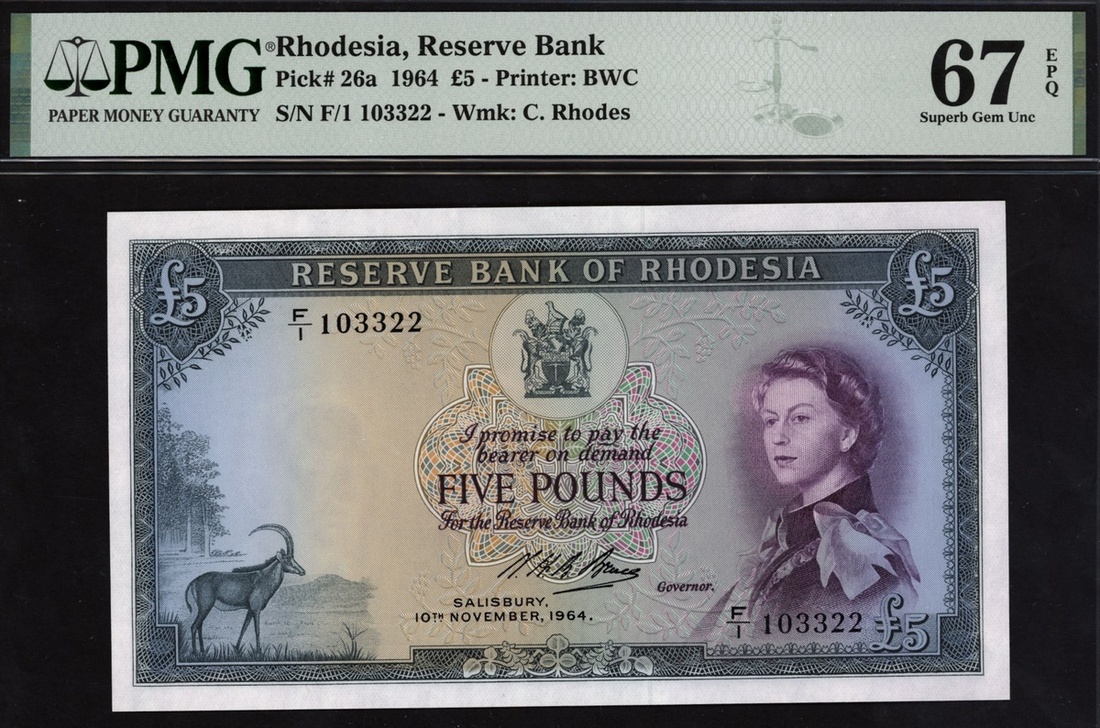 PMG® Rhodesia, Reserve Bank
PAPER MONEY GUARANTY
Pick# 26a 1964 £5 - Printer: BWC
S/N F/1 103322 - Wmk: C. Rhodes
67 EPQ
Superb Gem Unc
£5 RESERVE BANK OF RHODESIA £5
F/1 103322
I promise to pay the
bearer on demand
FIVE POUNDS
For the Reserve Bank of Rhodesia
Governor.
SALISBURY,
10TH NOVEMBER, 1964.
F/1 103322 £5